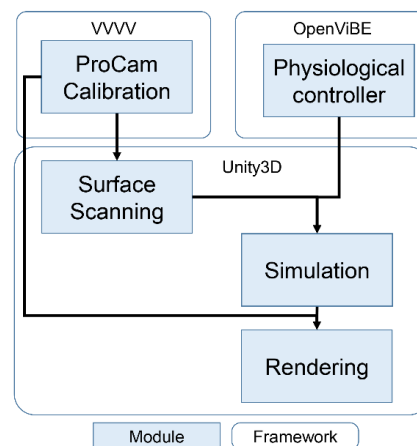 VVVV
OpenViBE
ProCam
Calibration
Physiological
controller
Unity3D
Surface
Scanning
Simulation
Rendering
Module
Framework